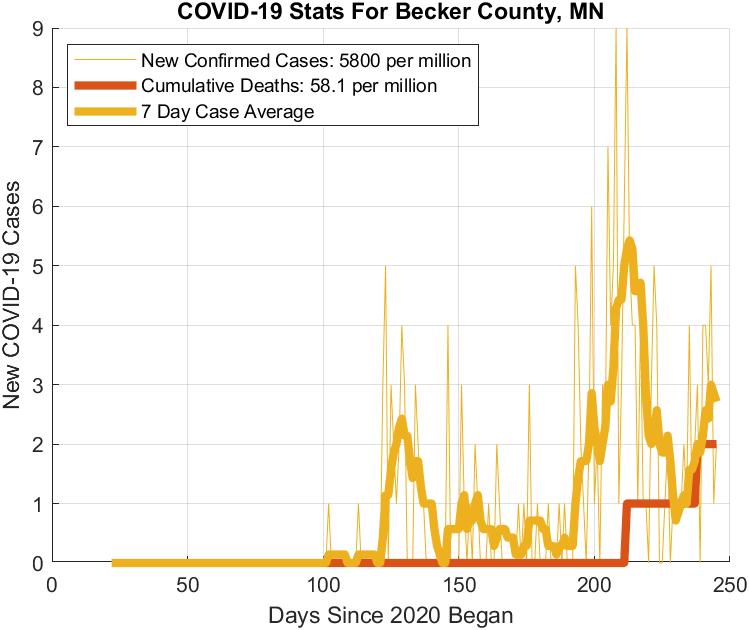 COVID-19 Stats For Becker County, MN
New Confirmed Cases: 5800 per million
Cumulative Deaths: 58.1 per million
7 Day Case Average
New COVID-19 Cases
9
8
7
6
5
4
3
2
1
0
0 50 100 150 200 250
Days Since 2020 Began